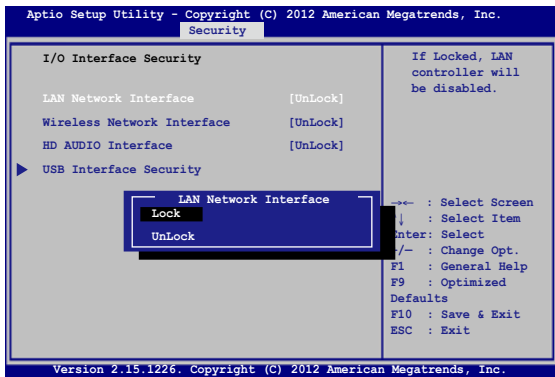 Aptio Setup Utility - Copyright (C) 2012 American Megatrends, Inc.
Security
I/O Interface Security
LAN Network Interface [UnLock]
Wireless Network Interface [UnLock]
HD AUDIO Interface [UnLock]
USB Interface Security
If Locked, LAN
controller will
be disabled.
LAN Network Interface
Lock
UnLock
→← : Select Screen
↓ : Select Item
Enter: Select
/— : Change Opt.
F1 : General Help
F9 : Optimized
Defaults
F10 : Save & Exit
ESC : Exit
Version 2.15.1226. Copyright (C) 2012 American Megatrends, Inc.